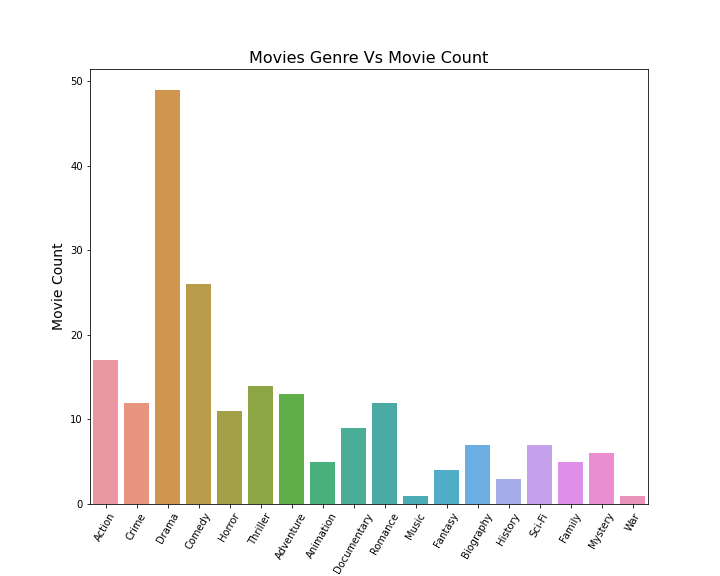 Movies Genre Vs Movie Count
Movie Count
50
40
30
20
10
0
Action
Crime
Drama
Comedy
Horror
Thriller
Adventure
Animation
Documentary
Romance
Music
Fantasy
Biography
History
Sci-Fi
Family
Mystery
War